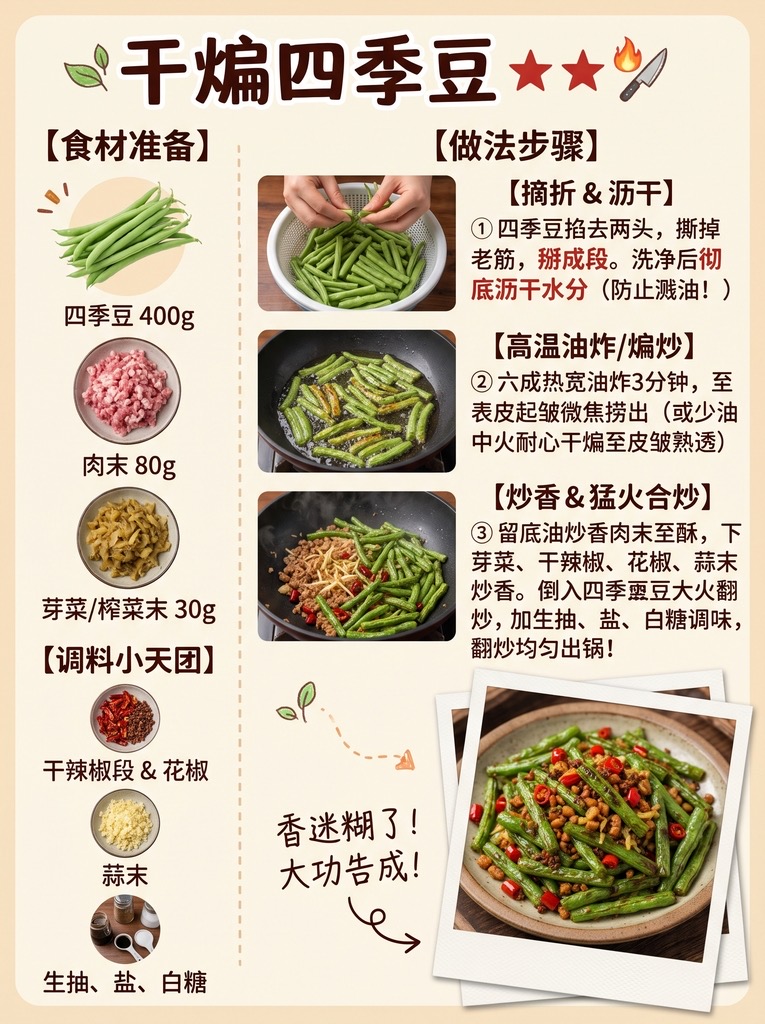 干煸四季豆
【食材准备】
四季豆 400g
肉末 80g
芽菜/榨菜末 30g
【调料小天团】
干辣椒段 & 花椒
蒜末
生抽、盐、白糖
【做法步骤】
【摘折 & 沥干】
① 四季豆掐去两头，撕掉
老筋，掰成段。洗净后彻
底沥干水分（防止溅油！）
【高温油炸/煸炒】
② 六成热宽油炸3分钟，至
表皮起皱微焦捞出（或少油
中火耐心干煸至皮皱熟透）
【炒香＆猛火合炒】
③ 留底油炒香肉末至酥，下
芽菜、干辣椒、花椒、蒜末
炒香。倒入四季豆大火翻
炒，加生抽、盐、白糖调味，
翻炒均匀出锅！
香迷糊了！
大功告成！